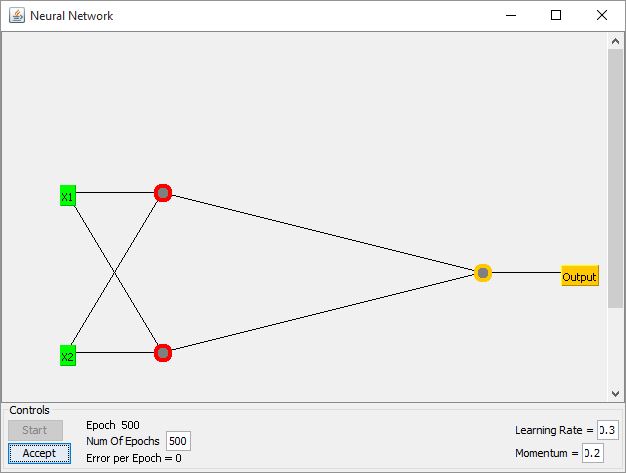 Neural Network
X1
X2
Output
Controls
Start
Accept
Epoch 500
Num Of Epochs 500
Error per Epoch = 0
Learning Rate = 0.3
Momentum = 0.2